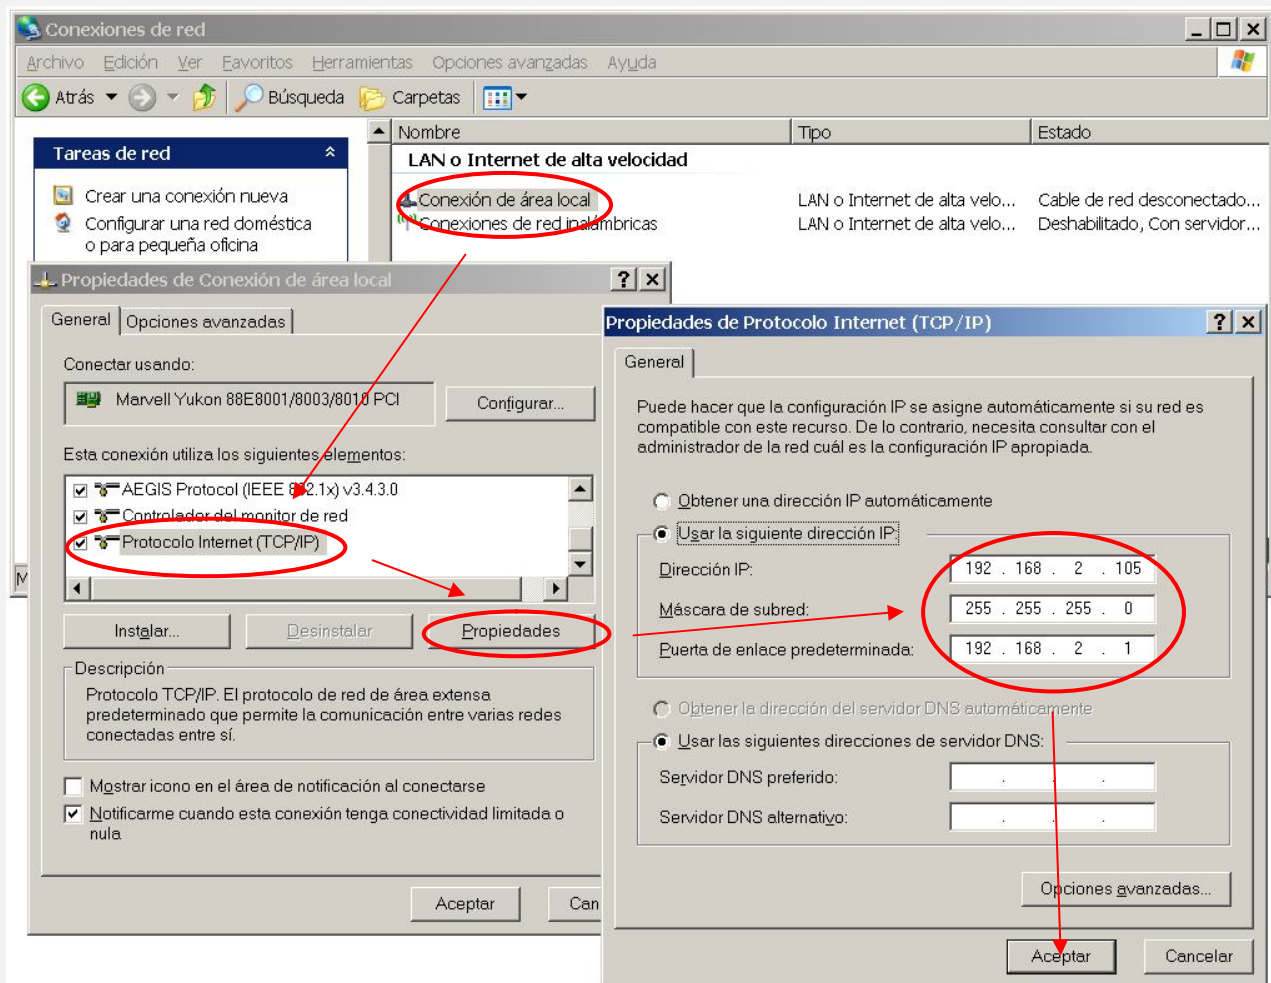 Conexiones de red
Archivo Edición Ver Favoritos Herramientas Opciones avanzadas Ayuda
Atrás Búsqueda Carpetas
Nombre Tipo Estado
Tareas de red
LAN o Internet de alta velocidad
Crear una conexión nueva
Configurar una red doméstica
o para pequeña oficina
Conexión de área local LAN o Internet de alta velo... Cable de red desconectado...
Conexiones de red inalámbricas LAN o Internet de alta velo... Deshabilitado, Con servidor...
Propiedades de Conexión de área local
General Opciones avanzadas
Conectar usando:
Marvell Yukon 88E8001/8003/8010 PCI
Configurar...
Esta conexión utiliza los siguientes elementos:
AEGIS Protocol (IEEE 802.1x) v3.4.3.0
Controlador del monitor de red
Protocolo Internet (TCP/IP)
Instalar... Desinstalar Propiedades
Descripción
Protocolo TCP/IP. El protocolo de red de área extensa
predeterminado que permite la comunicación entre varias redes
conectadas entre sí.
Mostrar icono en el área de notificación al conectarse
Notificarme cuando esta conexión tenga conectividad limitada o
nula
Aceptar Can
M
Propiedades de Protocolo Internet (TCP/IP)
General
Puede hacer que la configuración IP se asigne automáticamente si su red es
compatible con este recurso. De lo contrario, necesita consultar con el
administrador de la red cuál es la configuración IP apropiada.
Obtener una dirección IP automáticamente
Usar la siguiente dirección IP:
Dirección IP: 192 . 168 . 2 . 105
Máscara de subred: 255 . 255 . 255 . 0
Puerta de enlace predeterminada: 192 . 168 . 2 . 1
Obtener la dirección del servidor DNS automáticamente
Usar las siguientes direcciones de servidor DNS:
Servidor DNS preferido: . . .
Servidor DNS alternativo: . . .
Opciones avanzadas...
Aceptar Cancelar